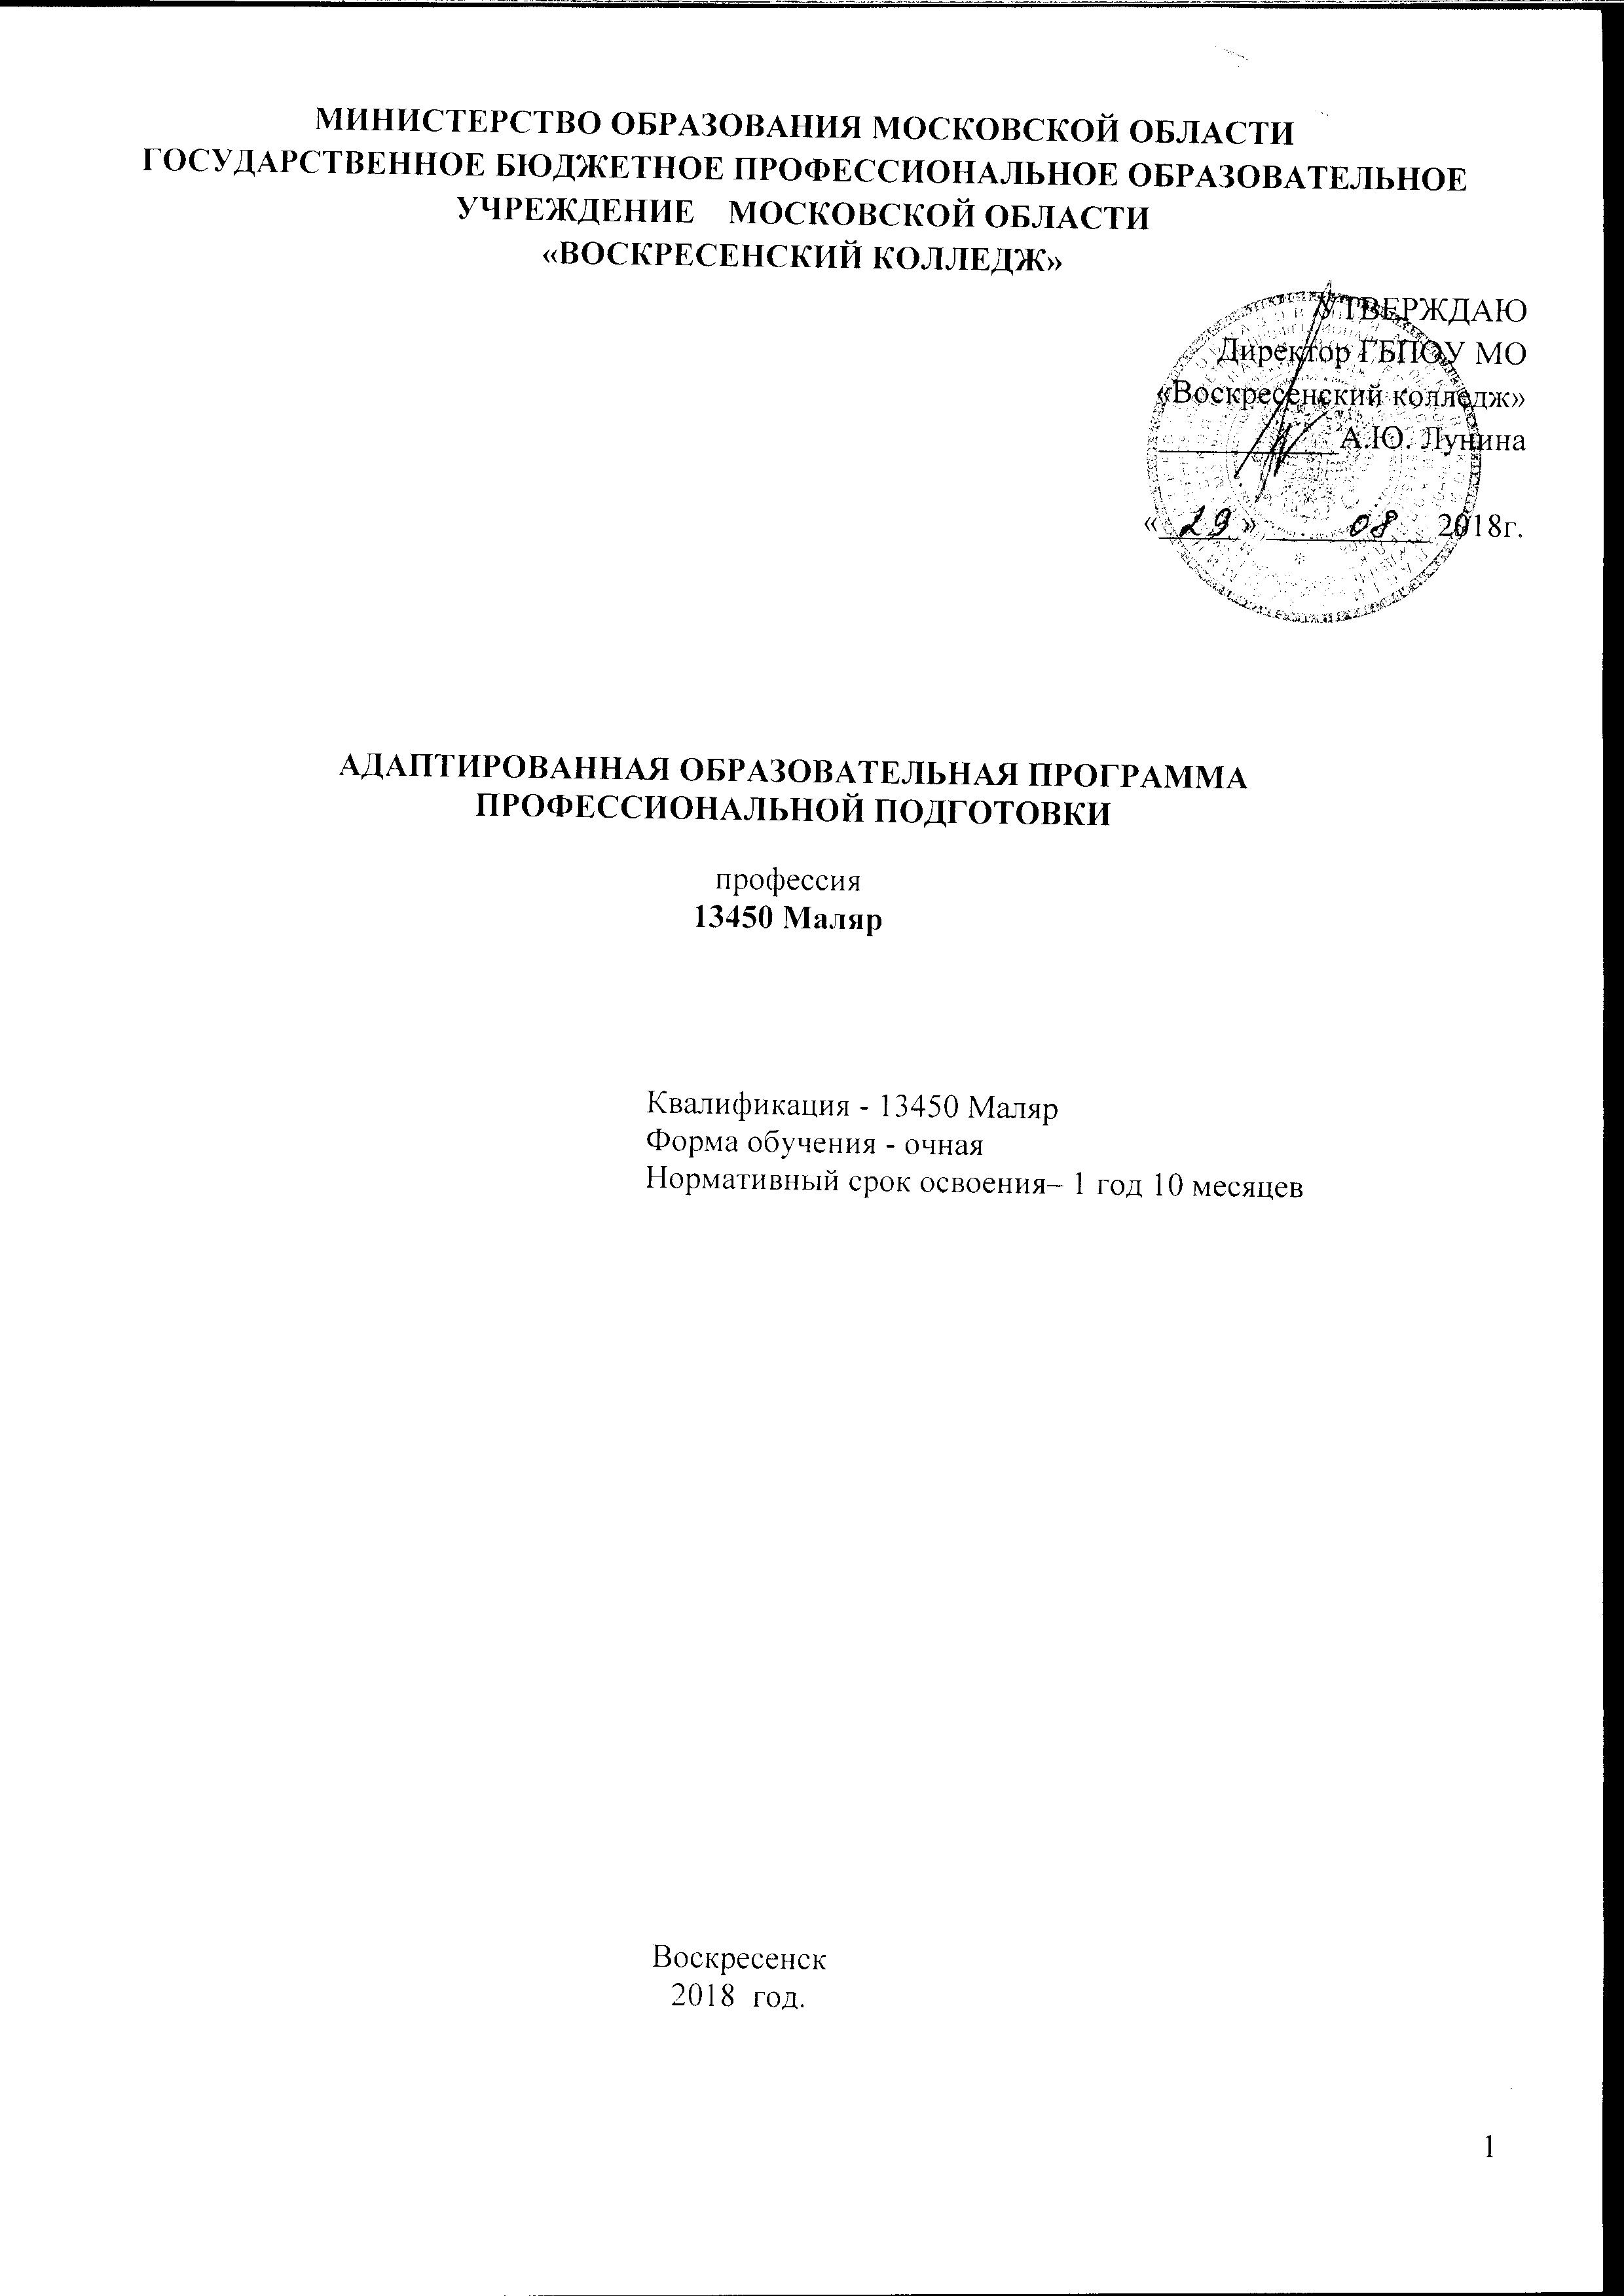 МИНИСТЕРСТВО ОБРАЗОВАНИЯ МОСКОВСКОЙ ОБЛАСТИ
ГОСУДАРСТВЕННОЕ БЮДЖЕТНОЕ ПРОФЕССИОНАЛЬНОЕ ОБРАЗОВАТЕЛЬНОЕ
УЧРЕЖДЕНИЕ МОСКОВСКОЙ ОБЛАСТИ
«ВОСКРЕСЕНСКИЙ КОЛЛЕДЖ»
УТВЕРЖДАЮ
Директор ГБПОУ МО
«Воскресенский колледж»
А.Ю. Лунина
«29» 08 2018г.
АДАПТИРОВАННАЯ ОБРАЗОВАТЕЛЬНАЯ ПРОГРАММА
ПРОФЕССИОНАЛЬНОЙ ПОДГОТОВКИ
профессия
13450 Маляр
Квалификация - 13450 Маляр
Форма обучения - очная
Нормативный срок освоения– 1 год 10 месяцев
Воскресенск
2018 год.
1